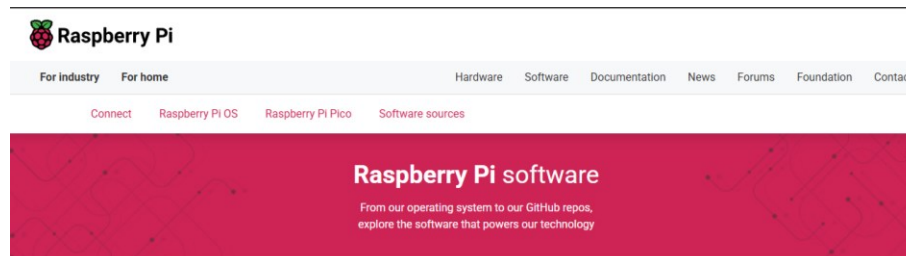 Raspberry Pi
For industry For home Hardware Software Documentation News Forums Foundation
Connect Raspberry Pi OS Raspberry Pi Pico Software sources
Raspberry Pi software
From our operating system to our GitHub repos,
explore the software that powers our technology